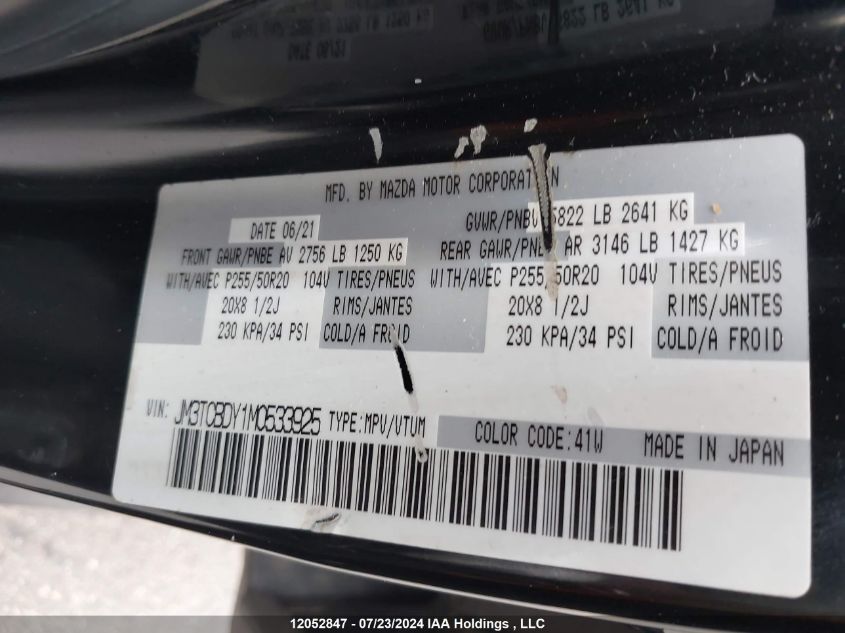 MFD. BY MAZDA MOTOR CORPORATION
DATE 06/21
GVWR/PNBV 5822 LB 2641 KG
FRONT GAWR/PNBE AV 2756 LB 1250 KG
REAR GAWR/PNBE AR 3146 LB 1427 KG
WITH/AVEC P255/50R20 104V TIRES/PNEUS
WITH/AVEC P255/50R20 104V TIRES/PNEUS
20X8 1/2J RIMS/JANTES
20X8 1/2J RIMS/JANTES
230 KPA/34 PSI COLD/A FROID
230 KPA/34 PSI COLD/A FROID
VIN: JM3TCBDY1M0533925 TYPE:MPV/VTUM
COLOR CODE:41W MADE IN JAPAN
12052847 - 07/23/2024 IAA Holdings , LLC